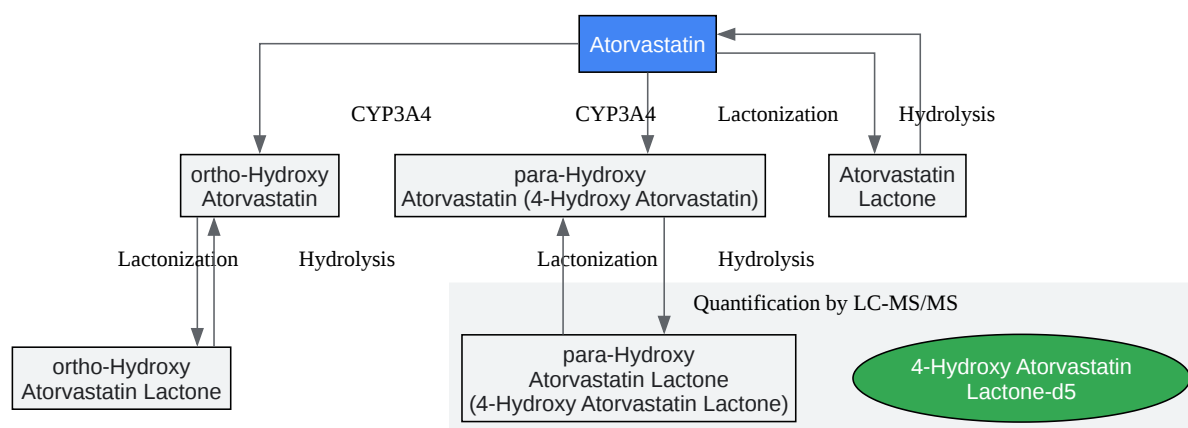 Atorvastatin
CYP3A4
CYP3A4
Lactonization
Hydrolysis
ortho-Hydroxy
Atorvastatin
para-Hydroxy
Atorvastatin (4-Hydroxy Atorvastatin)
Atorvastatin
Lactone
Lactonization
Hydrolysis
Lactonization
Hydrolysis
Quantification by LC-MS/MS
ortho-Hydroxy
Atorvastatin Lactone
para-Hydroxy
Atorvastatin Lactone
(4-Hydroxy Atorvastatin Lactone)
4-Hydroxy Atorvastatin
Lactone-d5